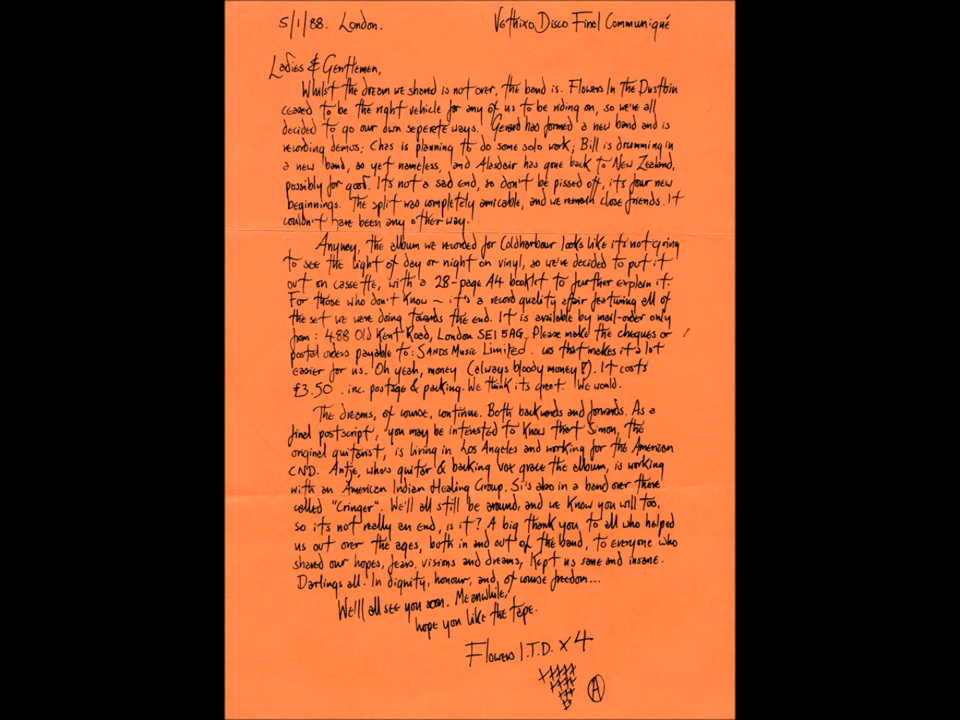 5/1/88. London. Vothixo Disco Final Communiqué
Ladies & Gentlemen,
Whilst the dream we shared is not over, the band is. Flowers In the Dustbin
ceased to be the right vehicle for any of us to be riding on, so we're all
decided to go our own seperete ways. Gerard has formed a new band and is
recording demos; Chas is planning to do some solo work; Bill is drumming in
a new band, as yet nameless, and Alasdair has gone back to New Zealand,
possibly for good. It's not a sad end, so don't be pissed off, it's four new
beginnings. The split was completely amicable, and we remain close friends. It
couldn't have been any other way.
Anyway, the album we recorded for Coldharbour looks like it's not going
to see the light of day or night on vinyl, so we've decided to put it
out on cassette, with a 28-page A4 booklet to further explain it.
For those who don't know ~ it's a record quality affair featuring all of
the set we were doing towards the end. It is available by mail-order only
from: 488 Old Kent Road, London SE1 5AG. Please make the cheques or
postal orders payable to: SANDS Music Limited. cos that makes it a lot
easier for us. Oh yeah, money (always bloody money!). It costs
£3.50 . inc. postage & packing. We think it's great. We would.
The dreams, of course, continue. Both backwards and forwards. As a
final postscript, you may be interested to know that Simon, the
original guitarist, is living in Los Angeles and working for the American
CND. Antje, who's guitar & backing vox grace the album, is working
with an American Indian Healing Group. Si's also in a band over there
called "Cringer". We'll all still be around, and we know you will too,
so it's not really an end, is it? A big thank you to all who helped
us out over the ages, both in and out of the band, to everyone who
shared our hopes, fears, visions and dreams, kept us sane and insane.
Darlings all. In dignity, honour, and, of course freedom...
We'll all see you soon. Meanwhile,
hope you like the tape.
Flowers I.T.D. x 4